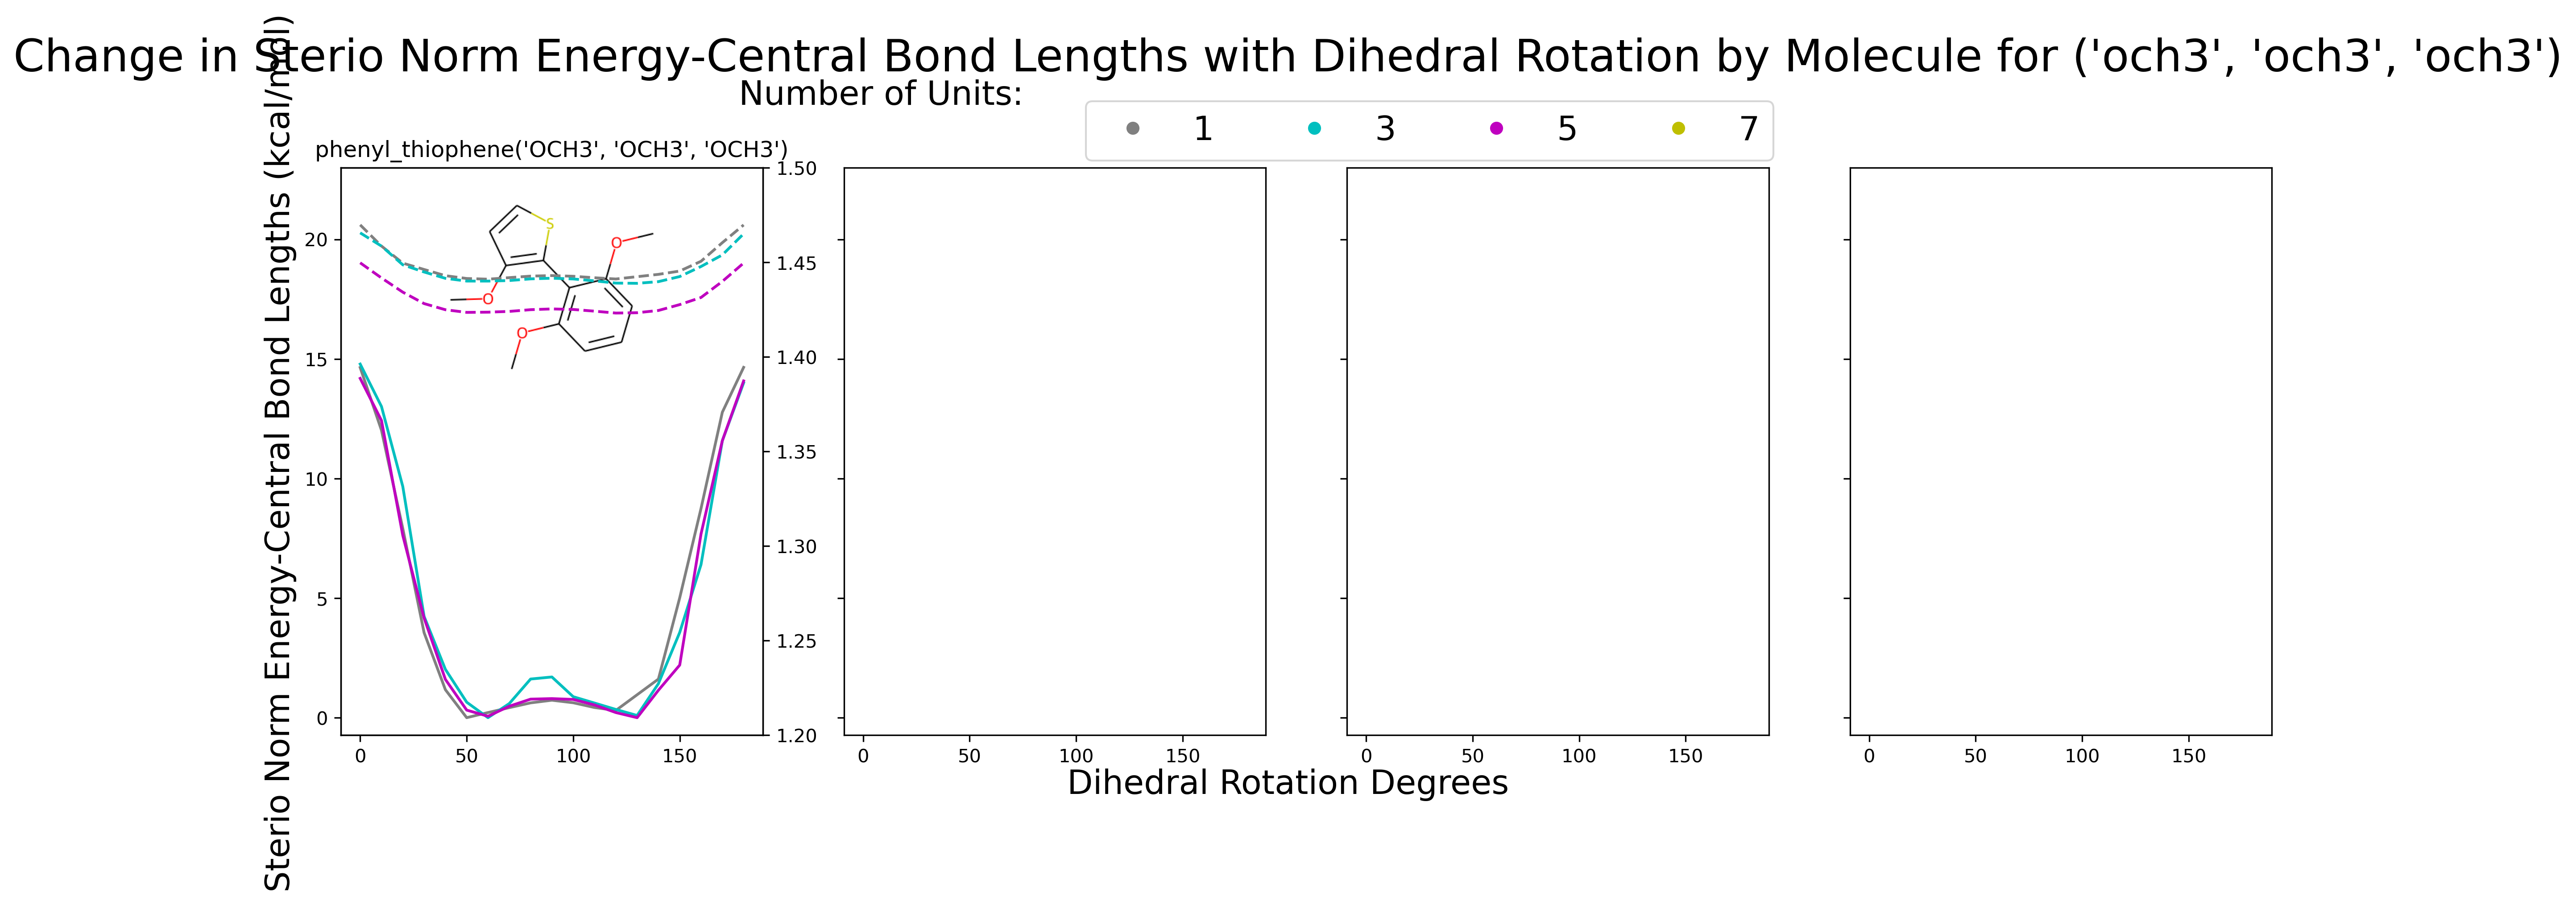 Change in Sterio Norm Energy-Central Bond Lengths with Dihedral Rotation by Molecule for ('och3', 'och3', 'och3')
Number of Units:
1 3 5 7
phenyl_thiophene('OCH3', 'OCH3', 'OCH3')
Sterio Norm Energy-Central Bond Lengths (kcal/mol)
20
15
10
5
0
S
O
O
O
1.50
1.45
1.40
1.35
1.30
1.25
1.20
0 50 100 150
0 50 100 150
0 50 100 150
0 50 100 150
Dihedral Rotation Degrees